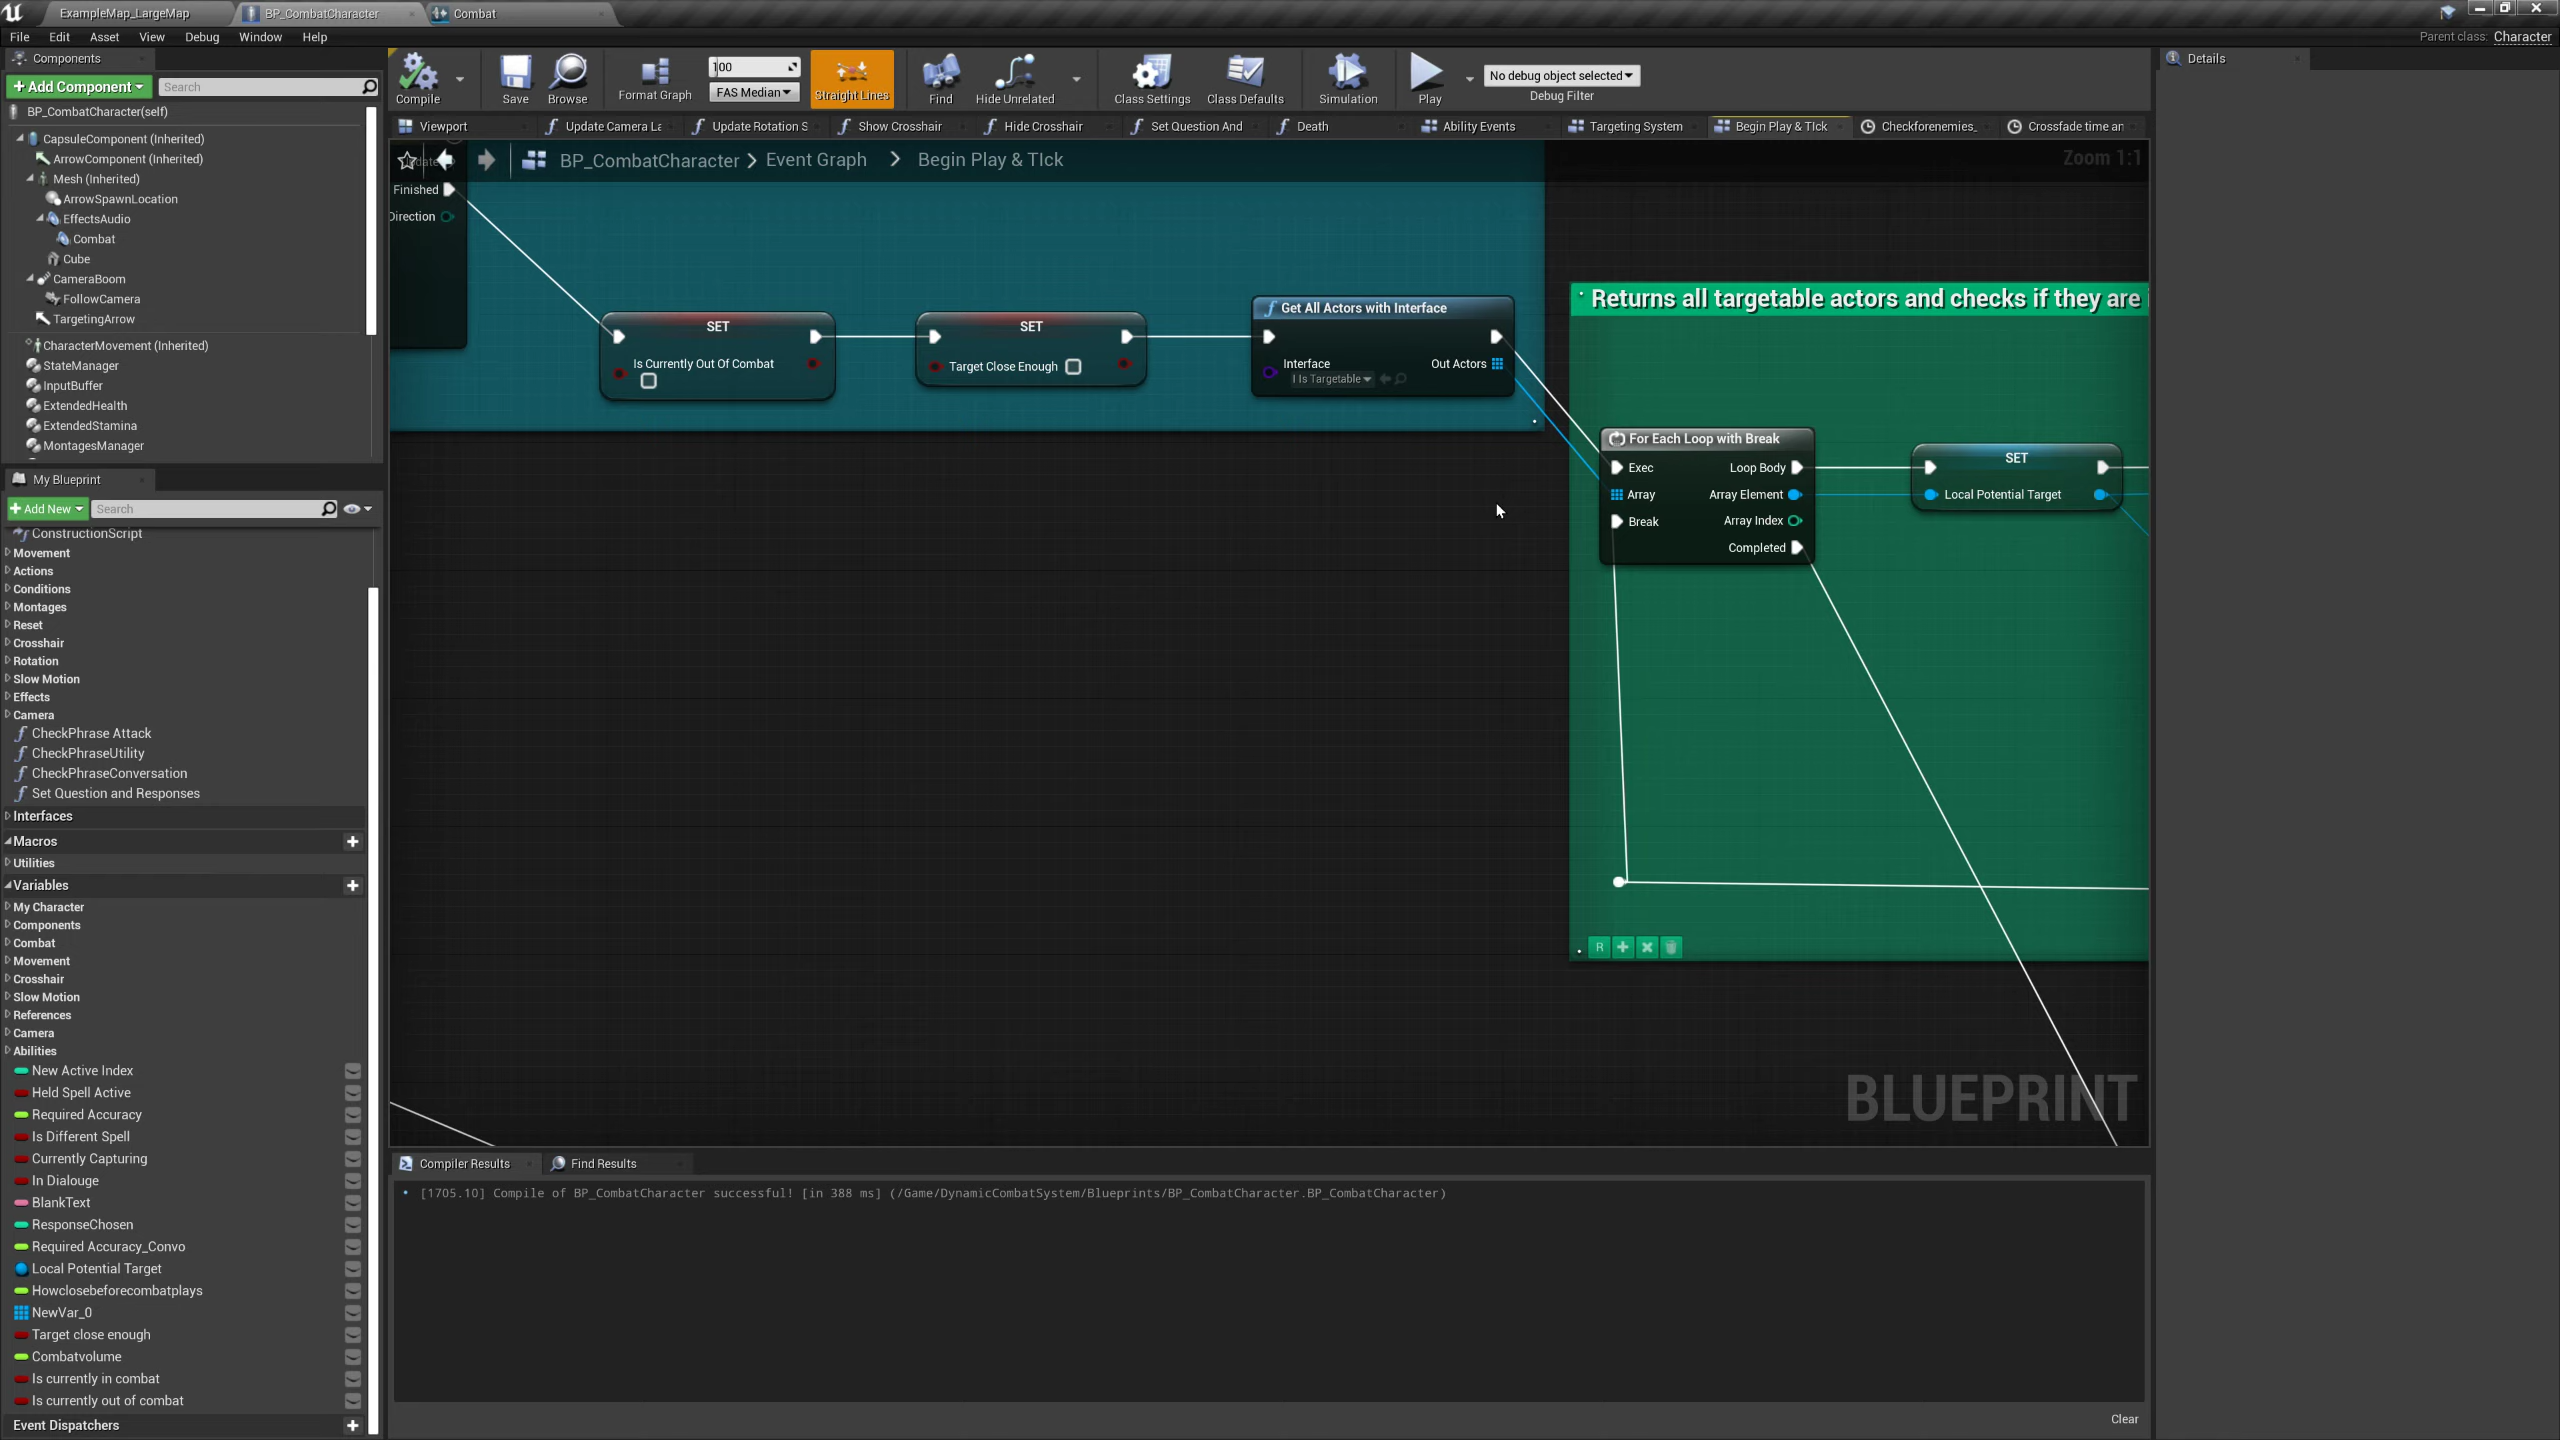 ExampleMap_LargeMap
BP_CombatCharacter
Combat
File Edit Asset View Debug Window Help
Parent class: Character
Components
+ Add Component
Search
BP_CombatCharacter(self)
CapsuleComponent (Inherited)
ArrowComponent (Inherited)
Mesh (Inherited)
ArrowSpawnLocation
EffectsAudio
Combat
Cube
CameraBoom
FollowCamera
TargetingArrow
CharacterMovement (Inherited)
StateManager
InputBuffer
ExtendedHealth
ExtendedStamina
MontagesManager
My Blueprint
+ Add New
Search
ConstructionScript
Movement
Actions
Conditions
Montages
Reset
Crosshair
Rotation
Slow Motion
Effects
Camera
CheckPhrase Attack
CheckPhraseUtility
CheckPhraseConversation
Set Question and Responses
Interfaces
Macros
Utilities
Variables
My Character
Components
Combat
Movement
Crosshair
Slow Motion
References
Camera
Abilities
New Active Index
Held Spell Active
Required Accuracy
Is Different Spell
Currently Capturing
In Dialouge
BlankText
ResponseChosen
Required Accuracy_Convo
Local Potential Target
Howclosebeforecombatplays
NewVar_0
Target close enough
Combatvolume
Is currently in combat
Is currently out of combat
Event Dispatchers
Compile
Save
Browse
Format Graph
100
FAS Median
Straight Lines
Find
Hide Unrelated
Class Settings
Class Defaults
Simulation
Play
No debug object selected
Debug Filter
Viewport
Update Camera La
Update Rotation S
Show Crosshair
Hide Crosshair
Set Question And
Death
Ability Events
Targeting System
Begin Play & TIck
Checkforenemies_
Crossfade time an
BP_CombatCharacter > Event Graph > Begin Play & TIck
Zoom 1:1
Update
Finished
Direction
SET
Is Currently Out Of Combat
SET
Target Close Enough
Get All Actors with Interface
Interface
I Is Targetable
Out Actors
Returns all targetable actors and checks if they are
For Each Loop with Break
Exec
Loop Body
Array
Array Element
Break
Array Index
Completed
SET
Local Potential Target
R
BLUEPRINT
Compiler Results
Find Results
[1705.10] Compile of BP_CombatCharacter successful! [in 388 ms] (/Game/DynamicCombatSystem/Blueprints/BP_CombatCharacter.BP_CombatCharacter)
Clear
Details